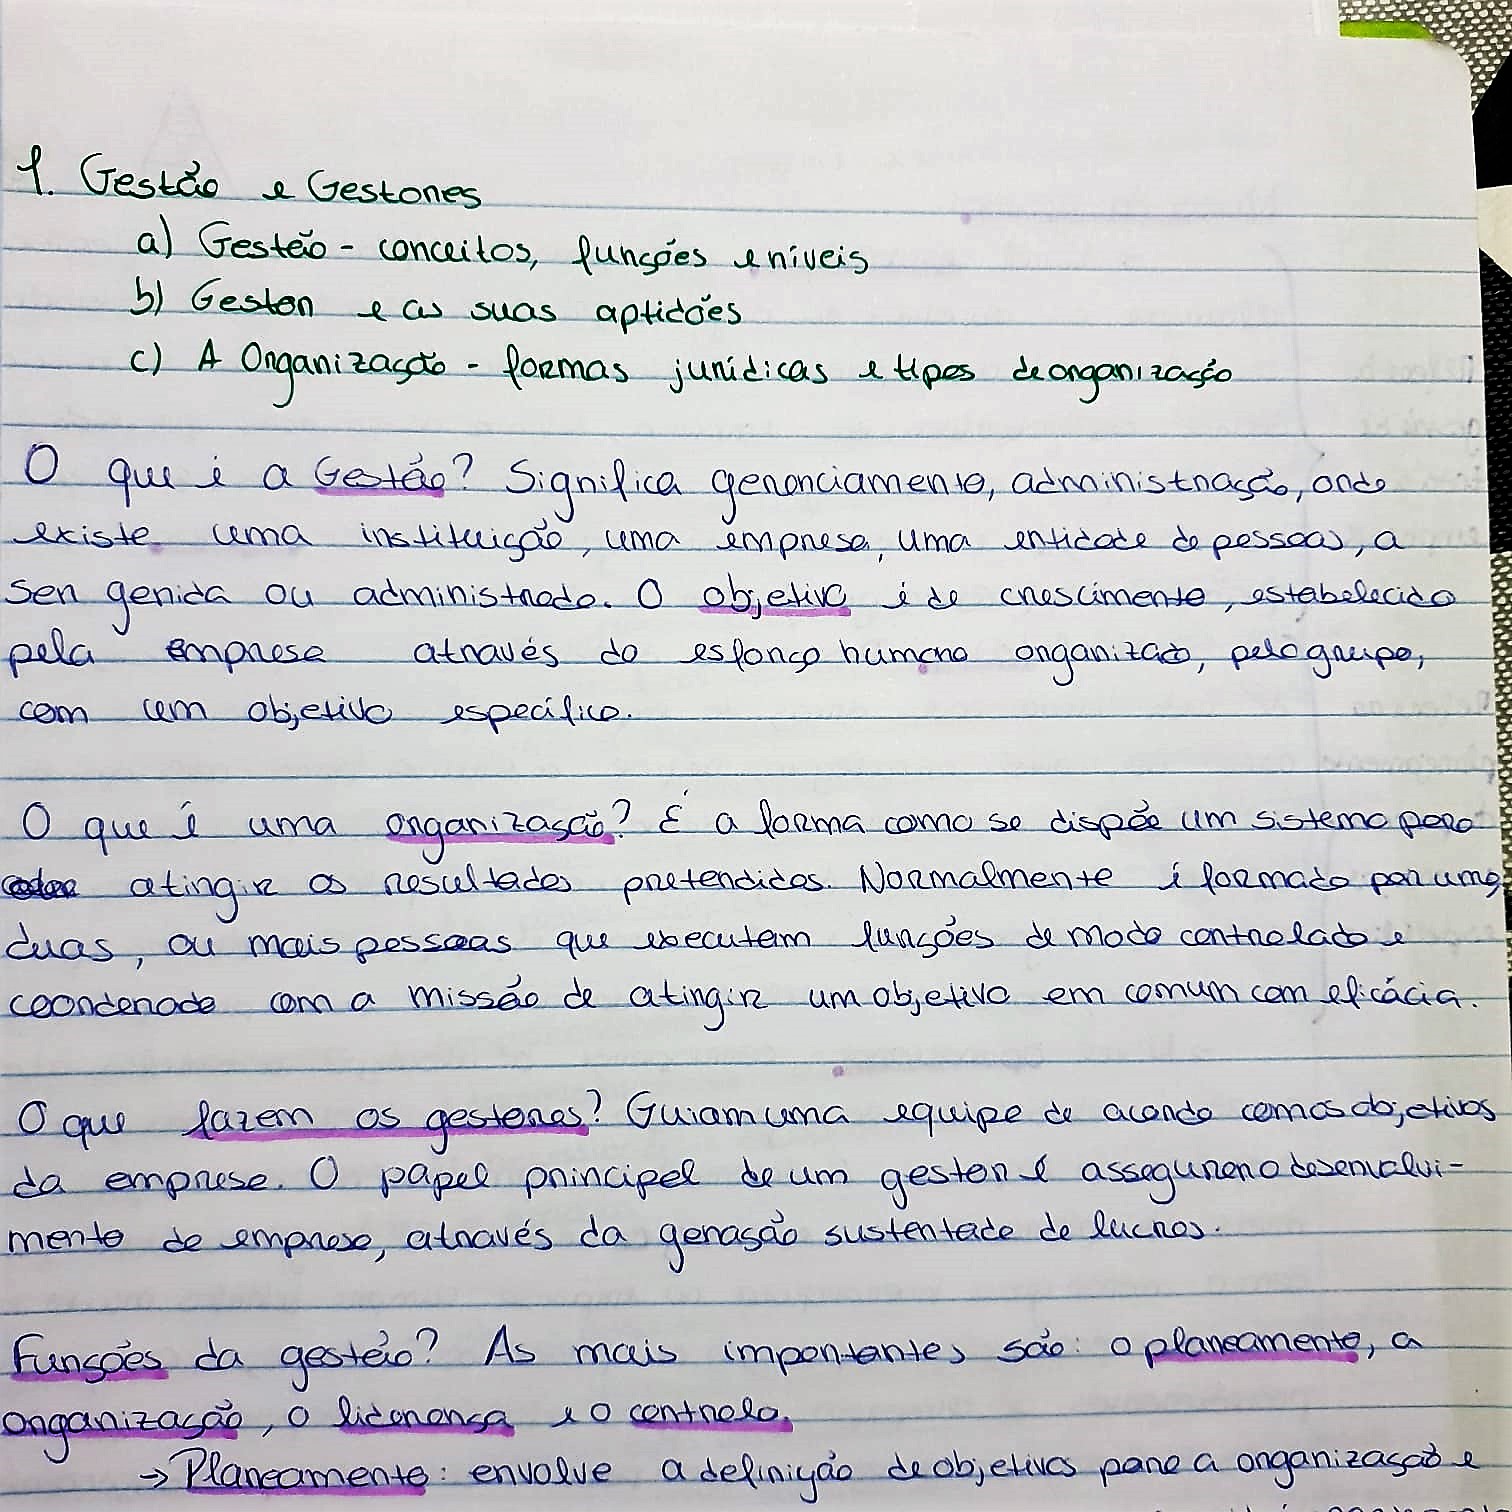 1. Gestão e Gestores
a) Gestão - conceitos, funções e níveis
b) Gestor e as suas aptidões
c) A Organização - formas jurídicas e tipos de organização
O que é a Gestão? Significa gerenciamento, administração, onde
existe uma instituição, uma empresa, uma entidade de pessoas, a
ser gerida ou administrada. O objetivo é de crescimento, estabelecido
pela empresa através do esforço humano organizado, pelo grupo,
com um objetivo específico.
O que é uma organização? É a forma como se dispõe um sistema para
atingir os resultados pretendidos. Normalmente é formado por uma,
duas, ou mais pessoas que executam funções de modo controlado e
coordenado com a missão de atingir um objetivo em comum com eficácia.
O que fazem os gestores? Guiam uma equipe de acordo com os objetivos
da empresa. O papel principal de um gestor é assegurar o desenvolvi-
mento de empresa, através da geração sustentada de lucros.
Funções da gestão? As mais importantes são: o planeamento, a
organização, o liderança e o controlo.
→ Planeamento: envolve a definição de objetivos para a organização e